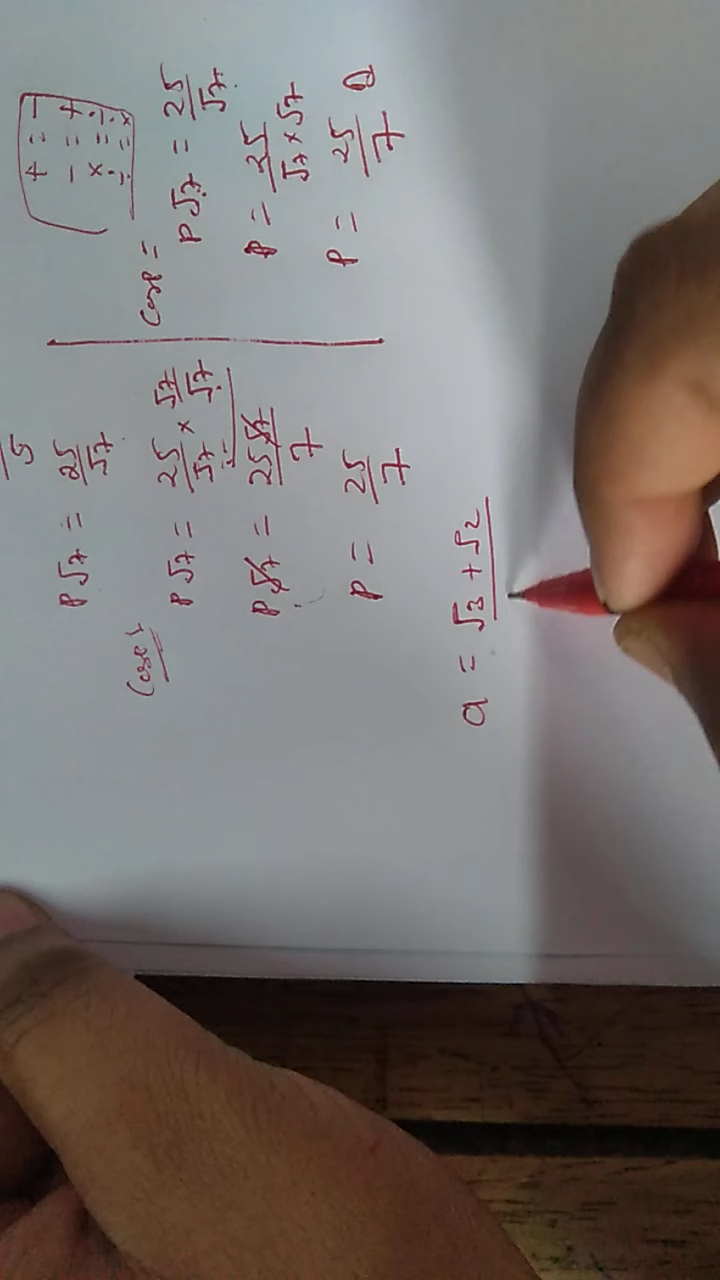 5
P√7 = 25/√7
Case 1
P√7 = 25/√7 × √7/√7
P√7 = 25√7/7
P = 25/7
+ = -
- = +
× = ÷
÷ = ×
Case =
P√7 = 25/√7
P = 25/√7×√7
P = 25/7
a = √3 + √2